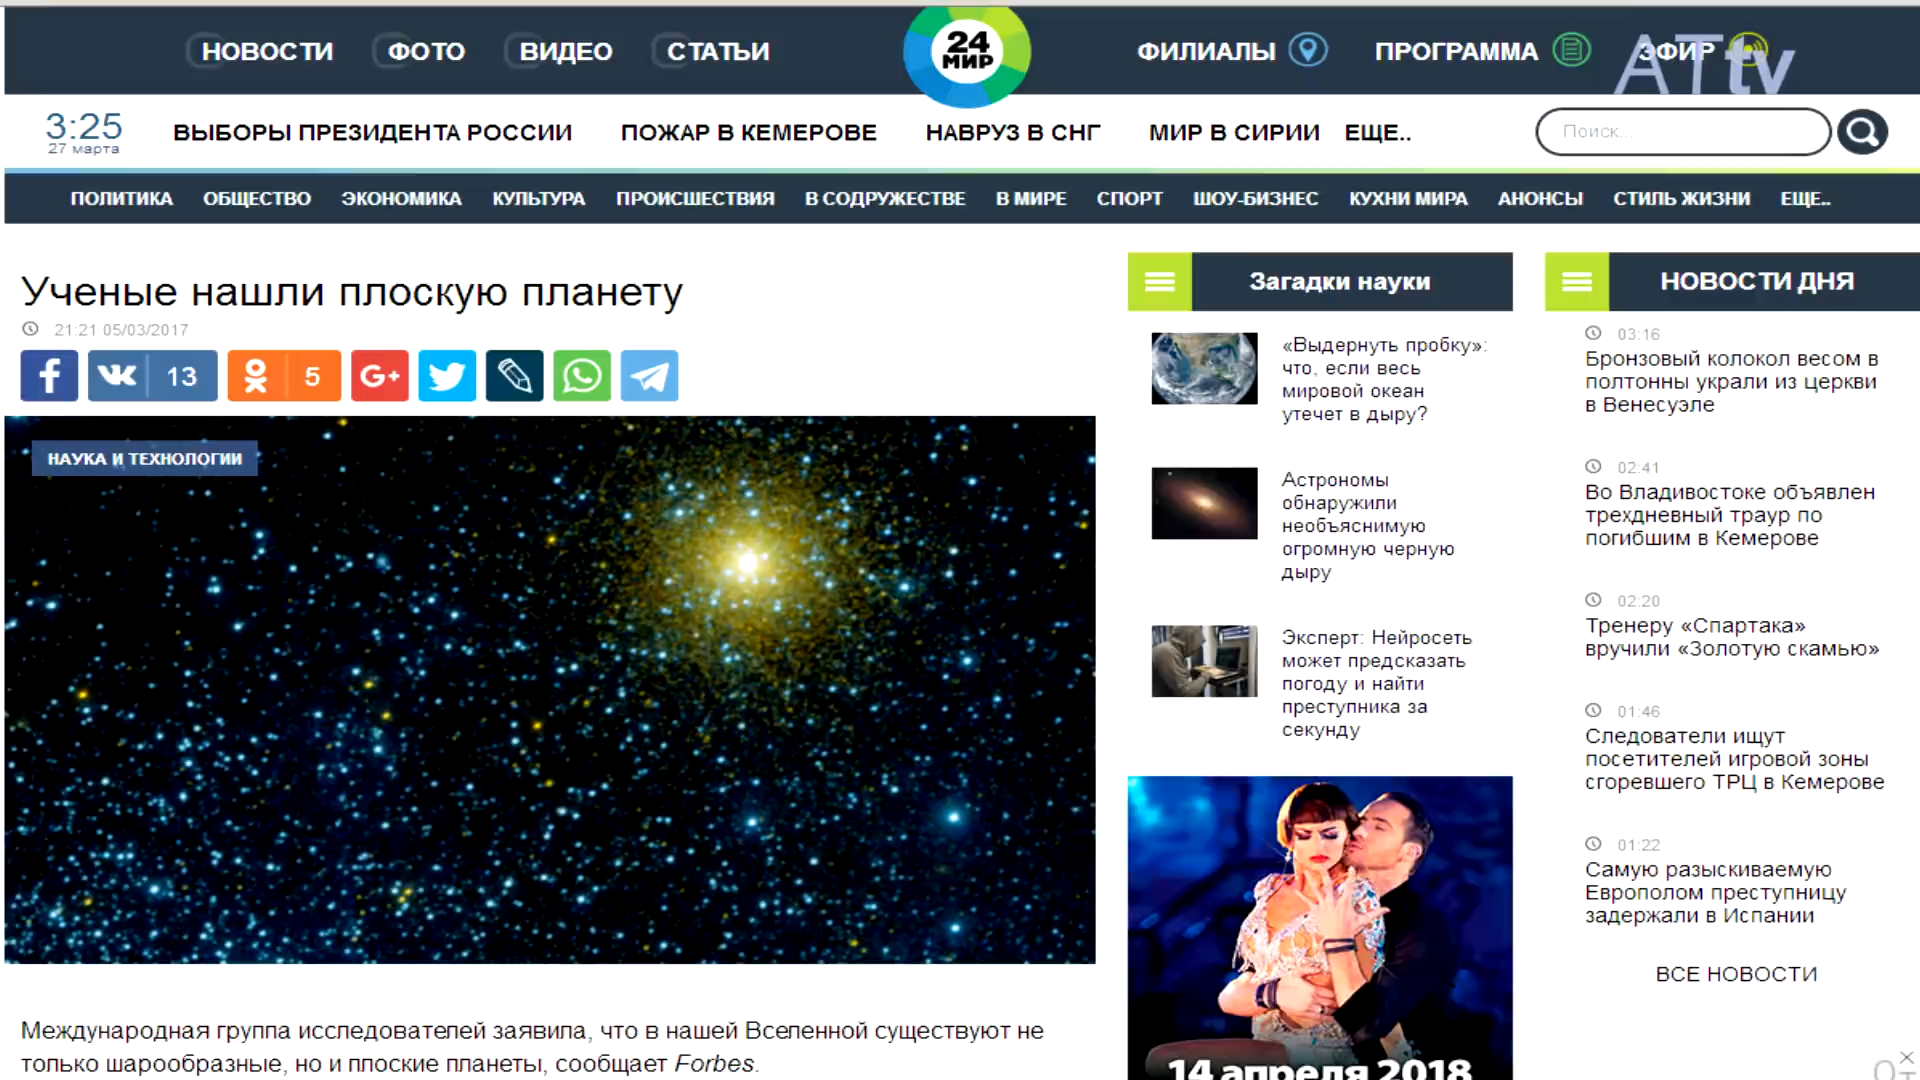 НОВОСТИ ФОТО ВИДЕО СТАТЬИ
24
МИР
ФИЛИАЛЫ ПРОГРАММА ЭФИР
ATtv
3:25
27 марта
ВЫБОРЫ ПРЕЗИДЕНТА РОССИИ ПОЖАР В КЕМЕРОВЕ НАВРУЗ В СНГ МИР В СИРИИ ЕЩЕ..
Поиск...
ПОЛИТИКА ОБЩЕСТВО ЭКОНОМИКА КУЛЬТУРА ПРОИСШЕСТВИЯ В СОДРУЖЕСТВЕ В МИРЕ СПОРТ ШОУ-БИЗНЕС КУХНИ МИРА АНОНСЫ СТИЛЬ ЖИЗНИ ЕЩЕ..
Ученые нашли плоскую планету
21:21 05/03/2017
13
5
G+
НАУКА И ТЕХНОЛОГИИ
Международная группа исследователей заявила, что в нашей Вселенной существуют не
только шарообразные, но и плоские планеты, сообщает Forbes.
Загадки науки
«Выдернуть пробку»:
что, если весь
мировой океан
утечет в дыру?
Астрономы
обнаружили
необъяснимую
огромную черную
дыру
Эксперт: Нейросеть
может предсказать
погоду и найти
преступника за
секунду
14 апреля 2018
НОВОСТИ ДНЯ
03:16
Бронзовый колокол весом в
полтонны украли из церкви
в Венесуэле
02:41
Во Владивостоке объявлен
трехдневный траур по
погибшим в Кемерове
02:20
Тренеру «Спартака»
вручили «Золотую скамью»
01:46
Следователи ищут
посетителей игровой зоны
сгоревшего ТРЦ в Кемерове
01:22
Самую разыскиваемую
Европолом преступницу
задержали в Испании
ВСЕ НОВОСТИ